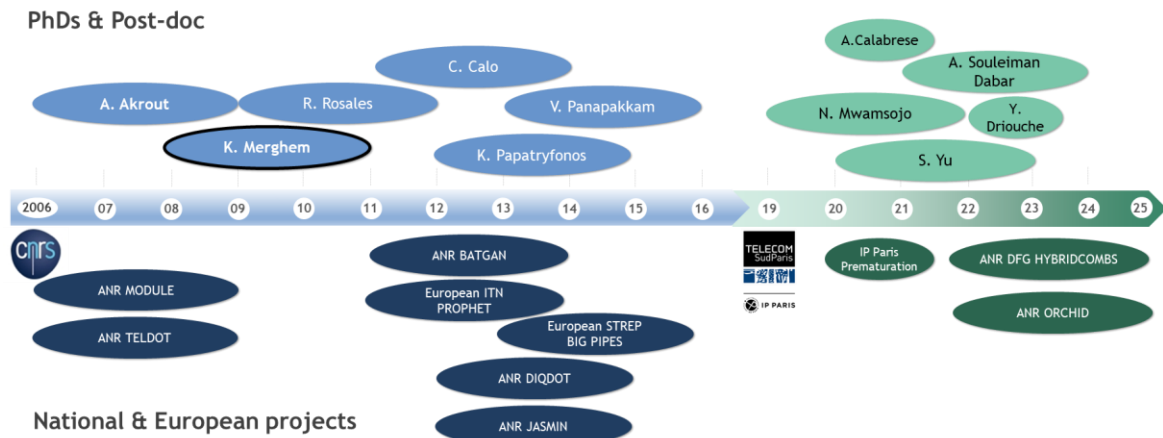 PhDs & Post-doc
A.Calabrese
C. Calo
A. Souleiman
Dabar
A. Akrout
R. Rosales
V. Panapakkam
N. Mwamsojo
Y.
Driouche
K. Merghem
K. Papatryfonos
S. Yu
2006 07 08 09 10 11 12 13 14 15 16 19 20 21 22 23 24 25
cnrs
TELECOM
SudParis
IP PARIS
ANR BATGAN
IP Paris
Prematuration
ANR DFG HYBRIDCOMBS
ANR MODULE
European ITN
PROPHET
ANR ORCHID
ANR TELDOT
European STREP
BIG PIPES
ANR DIQDOT
ANR JASMIN
National & European projects